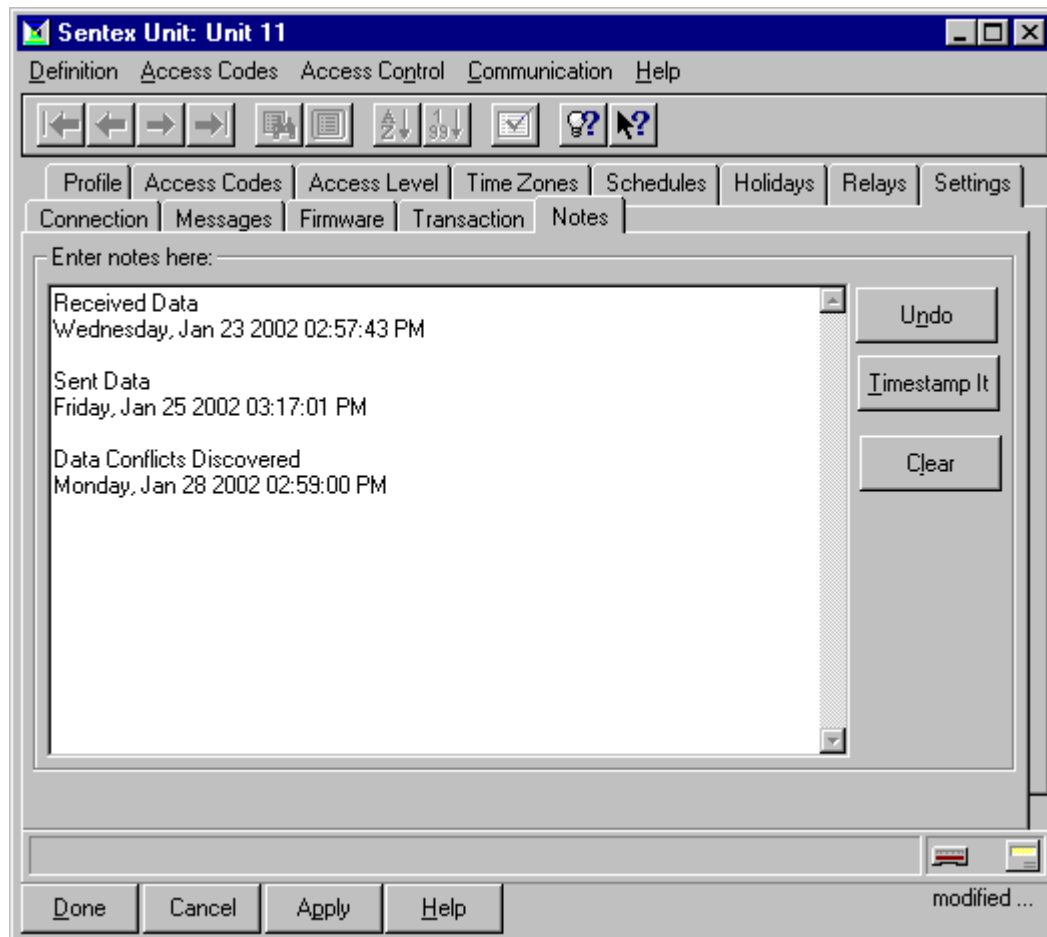 Sentex Unit: Unit 11
Definition Access Codes Access Control Communication Help
A Z 1 99 ? ?
Profile Access Codes Access Level Time Zones Schedules Holidays Relays Settings
Connection Messages Firmware Transaction Notes
Enter notes here:
Received Data
Wednesday, Jan 23 2002 02:57:43 PM
Undo
Sent Data
Friday, Jan 25 2002 03:17:01 PM
Timestamp It
Data Conflicts Discovered
Monday, Jan 28 2002 02:59:00 PM
Clear
Done Cancel Apply Help modified ...